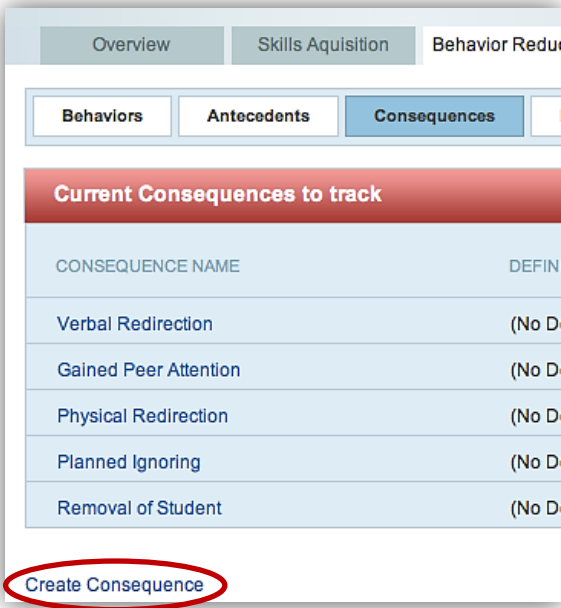 Overview Skills Aquisition Behavior Reduc
Behaviors Antecedents Consequences
Current Consequences to track
CONSEQUENCE NAME DEFIN
Verbal Redirection (No De
Gained Peer Attention (No De
Physical Redirection (No De
Planned Ignoring (No De
Removal of Student (No De
Create Consequence